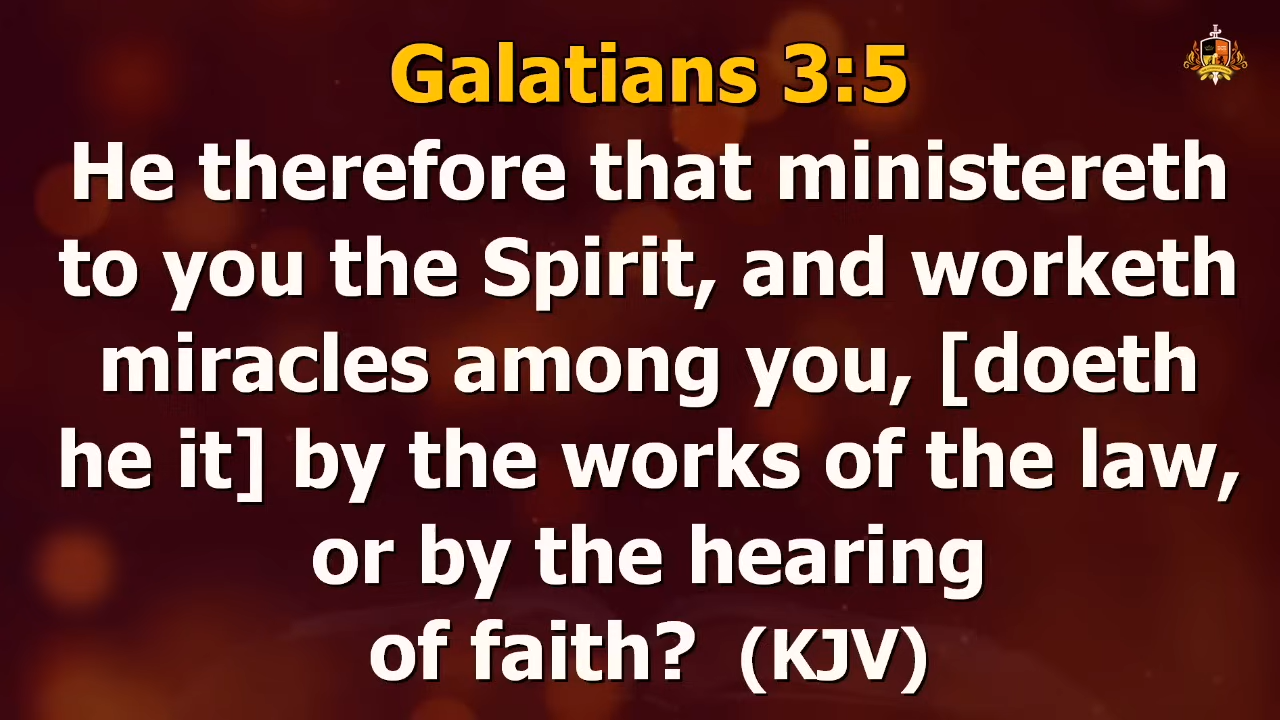 Galatians 3:5
He therefore that ministereth
to you the Spirit, and worketh
miracles among you, [doeth
he it] by the works of the law,
or by the hearing
of faith? (KJV)